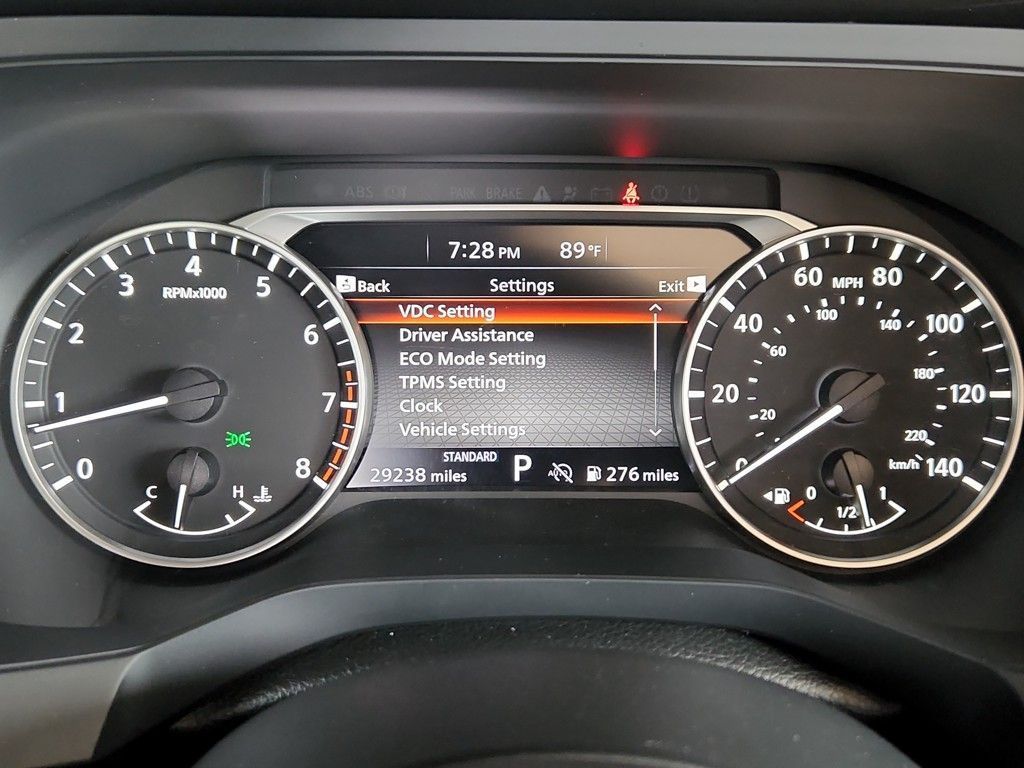 ABS
PARK BRAKE
7:28 PM 89°F
Back Settings Exit
VDC Setting
Driver Assistance
ECO Mode Setting
TPMS Setting
Clock
Vehicle Settings
STANDARD
29238 miles P AUTO 276 miles
0 1 2 3 4 5 6 7 8
RPMx1000
C H
0 20 40 60 80 100 120 140
MPH
20 60 100 140 180 220
km/h
0 1/2 1